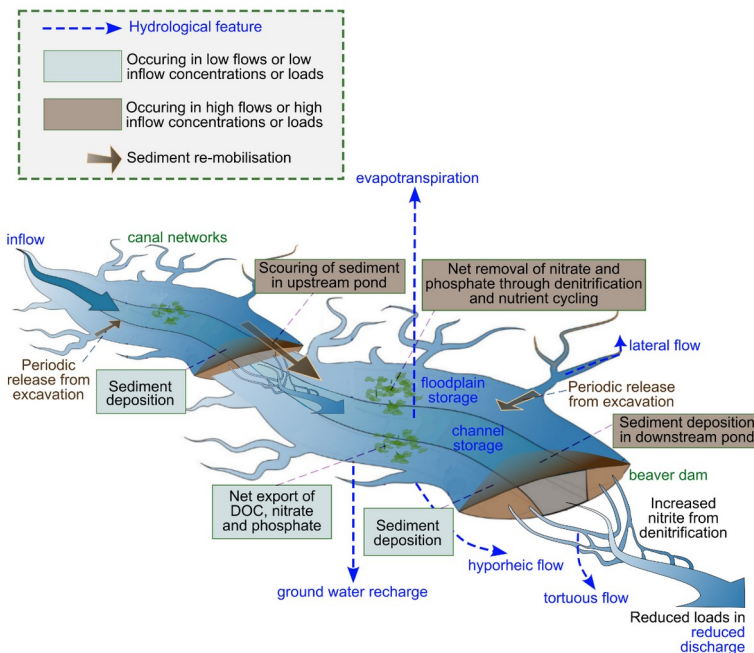 Hydrological feature
Occuring in low flows or low
inflow concentrations or loads
Occuring in high flows or high
inflow concentrations or loads
Sediment re-mobilisation
evapotranspiration
inflow
canal networks
Scouring of sediment
in upstream pond
Net removal of nitrate and
phosphate through denitrification
and nutrient cycling
lateral flow
Periodic
release from
excavation
Sediment
deposition
floodplain
storage
Periodic release
from excavation
channel
storage
Sediment deposition
in downstream pond
beaver dam
Net export of
DOC, nitrate
and phosphate
Sediment
deposition
Increased
nitrite from
denitrification
hyporheic flow
ground water recharge
tortuous flow
Reduced loads in
reduced
discharge